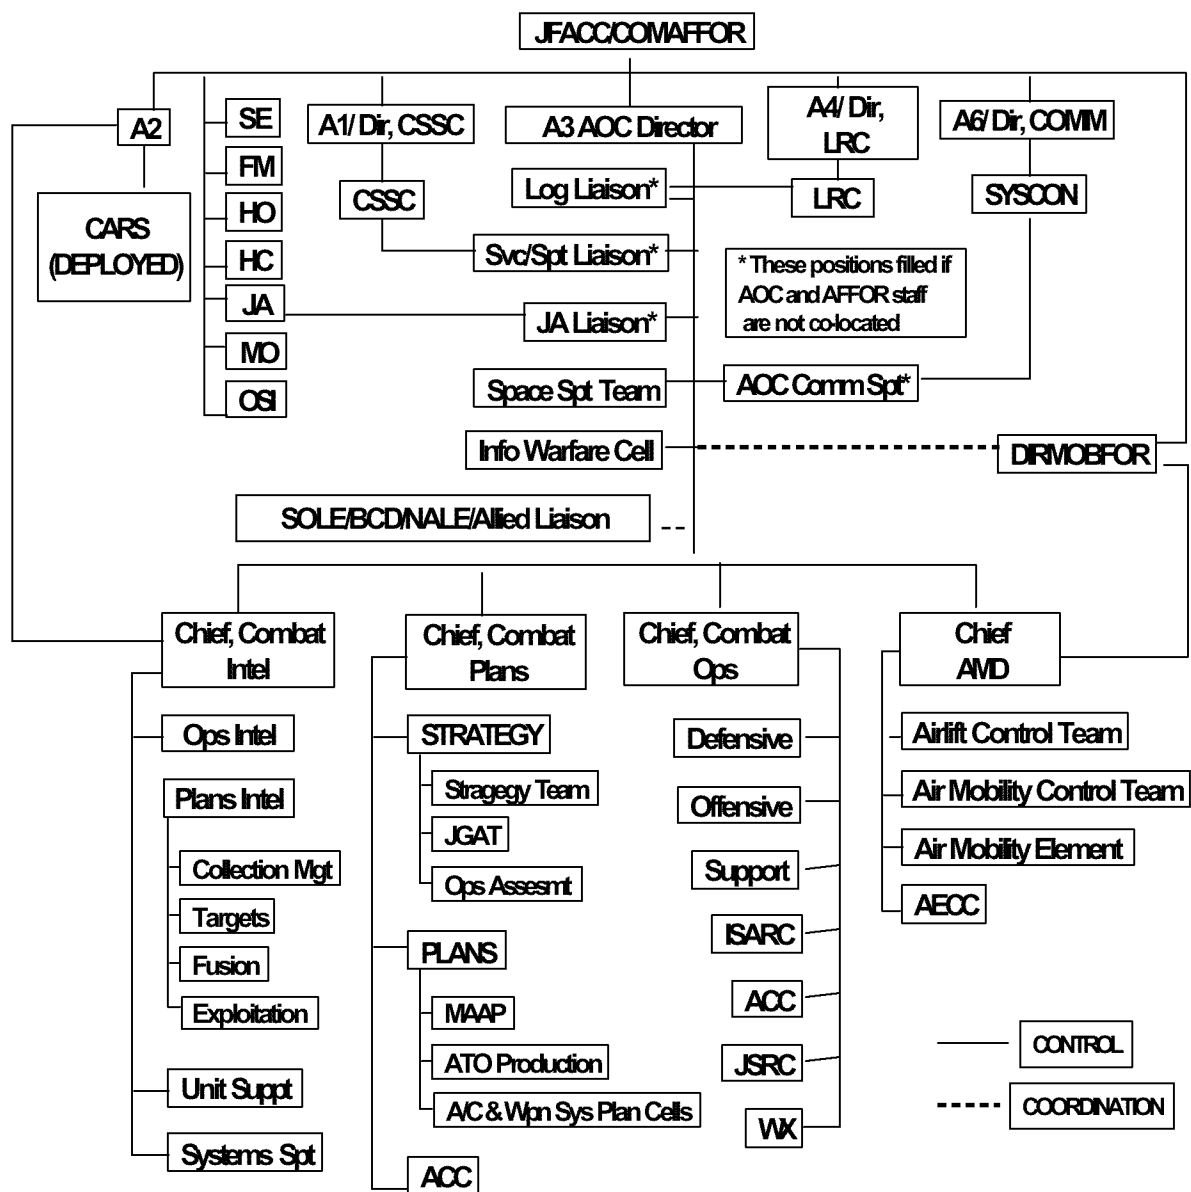 JFACC/COMAFFOR
A2
SE
A1/ Dir, CSSC
A3 AOC Director
A4/ Dir,
LRC
A6/ Dir, COMM
FM
CARS
(DEPLOYED)
CSSC
Log Liaison*
LRC
SYSCON
HO
HC
Svc/Spt Liaison*
* These positions filled if
AOC and AFFOR staff
are not co-located
JA
JA Liaison*
MO
OSI
Space Spt Team
AOC Comm Spt*
Info Warfare Cell
DIRMOBFOR
SOLE/BCD/NALE/Allied Liaison
Chief, Combat
Intel
Chief, Combat
Plans
Chief, Combat
Ops
Chief
AMD
Ops Intel
Plans Intel
Collection Mgt
Targets
Fusion
Exploitation
Unit Suppt
Systems Spt
STRATEGY
Stragegy Team
JGAT
Ops Assesmt
PLANS
MAAP
ATO Production
A/C & Wpn Sys Plan Cells
ACC
Defensive
Offensive
Support
ISARC
ACC
JSRC
WX
Airlift Control Team
Air Mobility Control Team
Air Mobility Element
AECC
CONTROL
COORDINATION